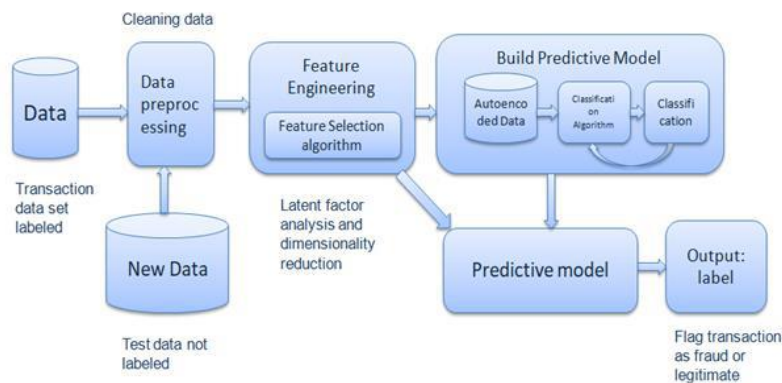 Cleaning data
Data
Data
preproc
essing
Feature
Engineering
Feature Selection
algorithm
Build Predictive Model
Autoenco
ded Data
Classificati
on Algorithm
Classifi
cation
Transaction
data set
labeled
New Data
Test data not
labeled
Latent factor
analysis and
dimensionality
reduction
Predictive model
Output:
label
Flag transaction
as fraud or
legitimate